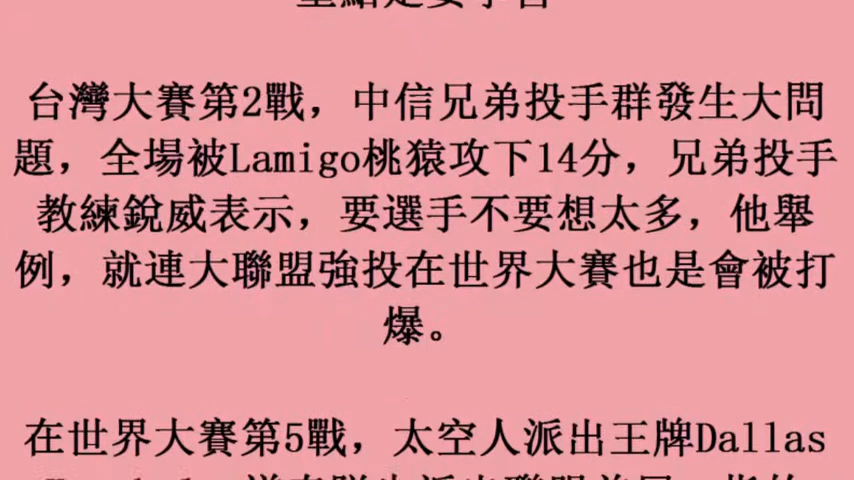 台灣大賽第2戰，中信兄弟投手群發生大問
題，全場被Lamigo桃猿攻下14分，兄弟投手
教練銳威表示，要選手不要想太多，他舉
例，就連大聯盟強投在世界大賽也是會被打
爆。
在世界大賽第5戰，太空人派出王牌Dallas